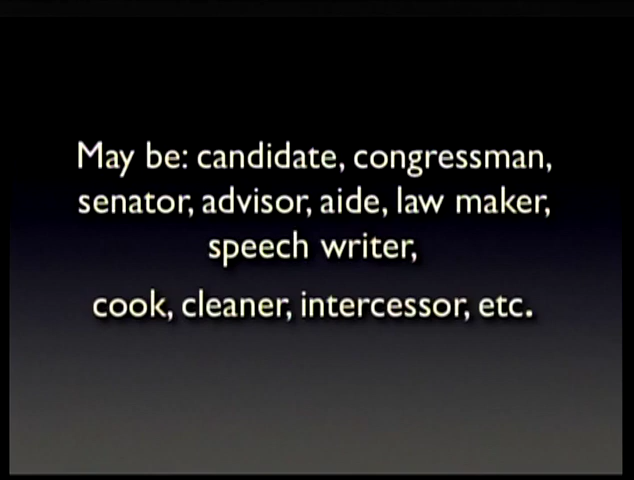 May be: candidate, congressman,
senator, advisor, aide, law maker,
speech writer,
cook, cleaner, intercessor, etc.